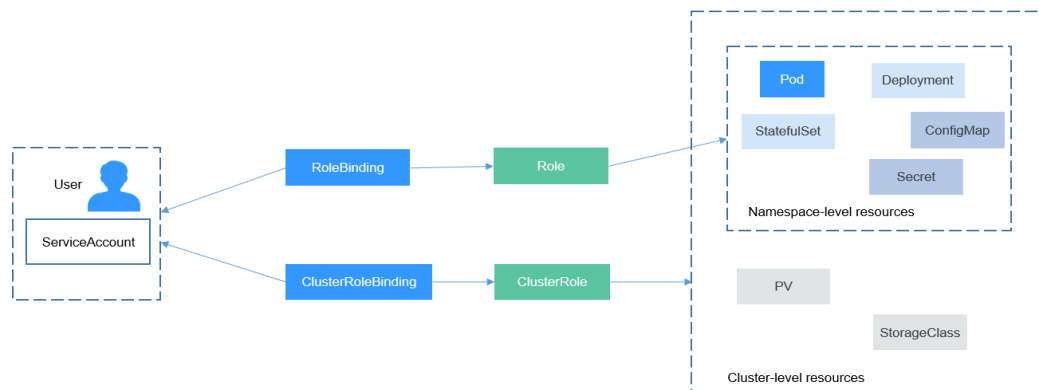 User
ServiceAccount
RoleBinding
Role
ClusterRoleBinding
ClusterRole
Pod
Deployment
StatefulSet
ConfigMap
Secret
Namespace-level resources
PV
StorageClass
Cluster-level resources